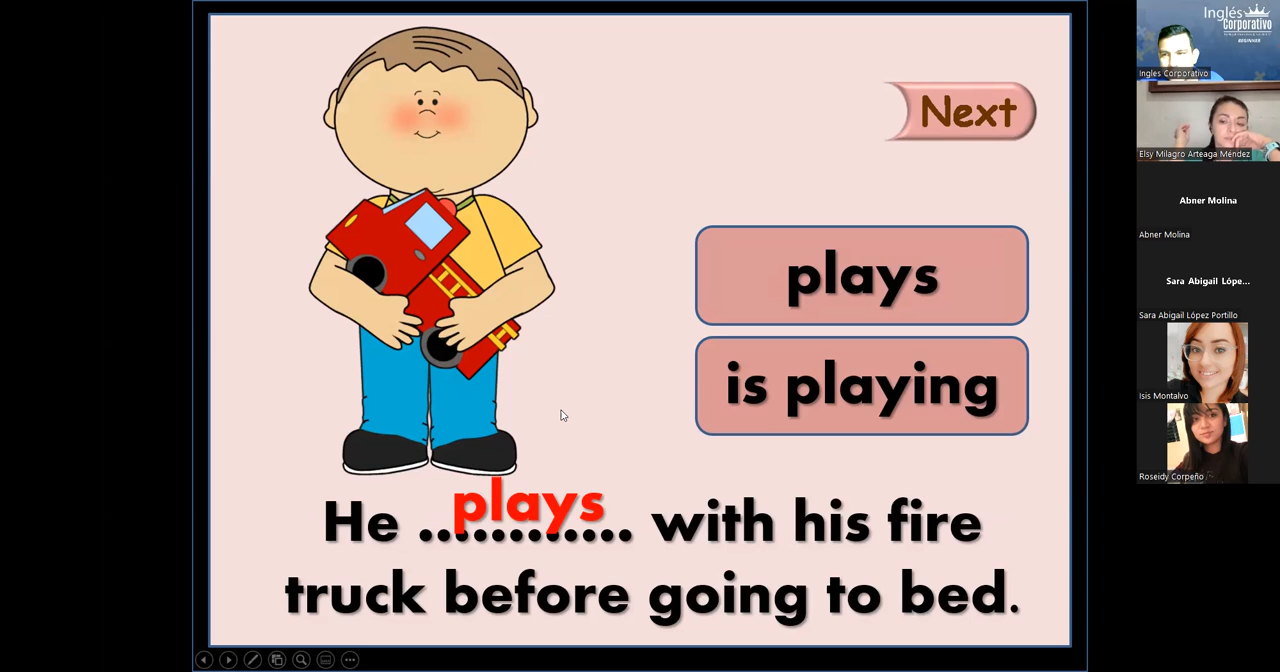 Next
plays
is playing
plays
He ............ with his fire
truck before going to bed.
Inglés
Corporativo
BEGINNER
Ingles Corporativo
Elsy Milagro Arteaga Méndez
Abner Molina
Abner Molina
Sara Abigail Lópe...
Sara Abigail López Portillo
Isis Montalvo
Roseidy Corpeño